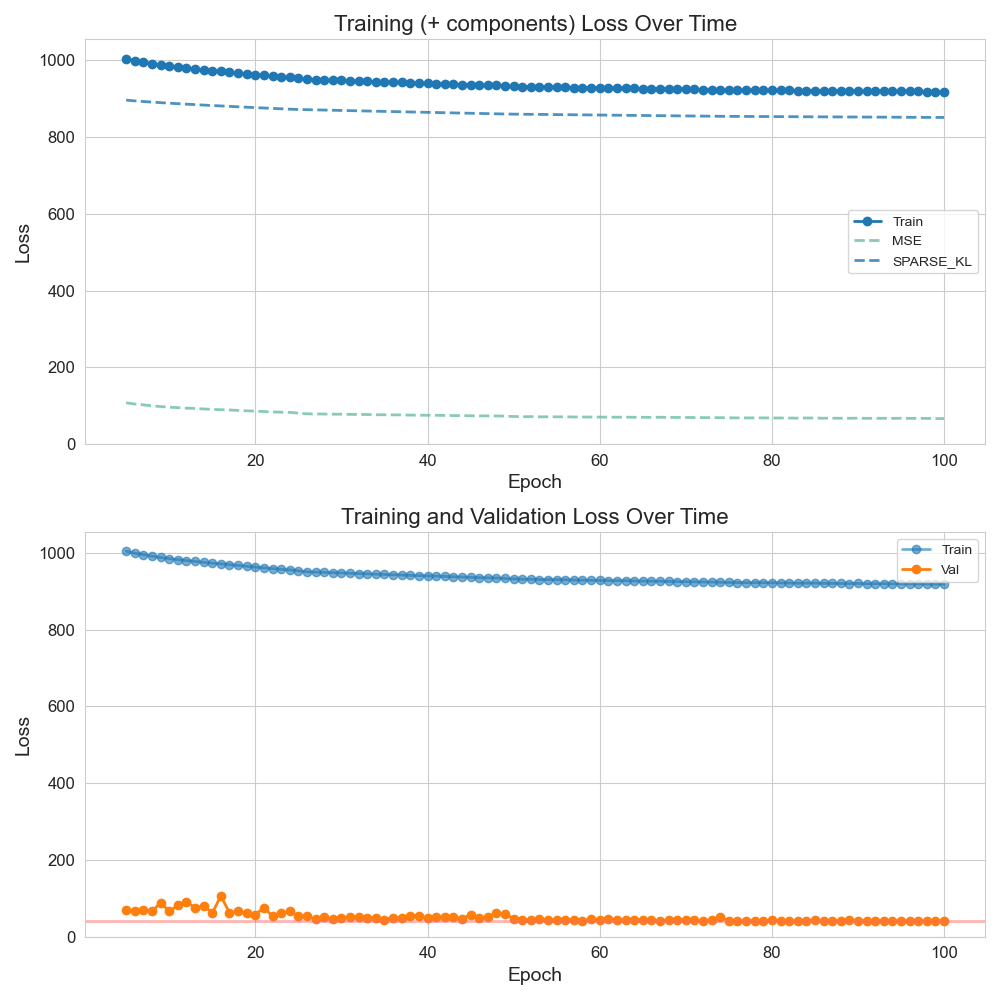 Training (+ components) Loss Over Time
1000
800
600
400
200
0
Loss
Train
MSE
SPARSE_KL
20 40 60 80 100
Epoch
Training and Validation Loss Over Time
1000
800
600
400
200
0
Loss
Train
Val
20 40 60 80 100
Epoch